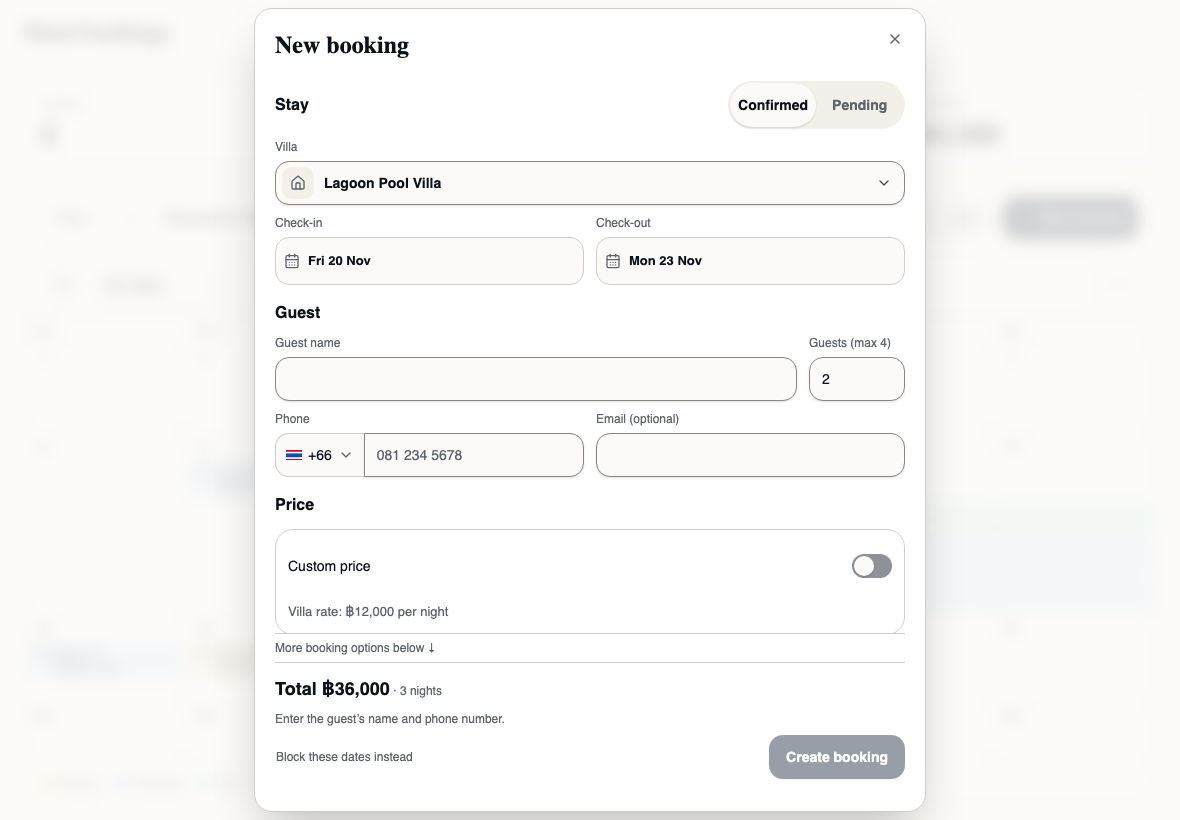 New booking
Stay
Confirmed
Pending
Villa
Lagoon Pool Villa
Check-in
Check-out
Fri 20 Nov
Mon 23 Nov
Guest
Guest name
Guests (max 4)
2
Phone
Email (optional)
+66
081 234 5678
Price
Custom price
Villa rate: ฿12,000 per night
More booking options below ↓
Total ฿36,000 · 3 nights
Enter the guest’s name and phone number.
Block these dates instead
Create booking